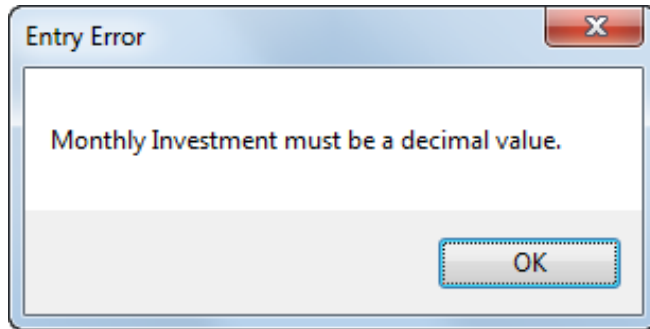 Entry Error
Monthly Investment must be a decimal value.
OK